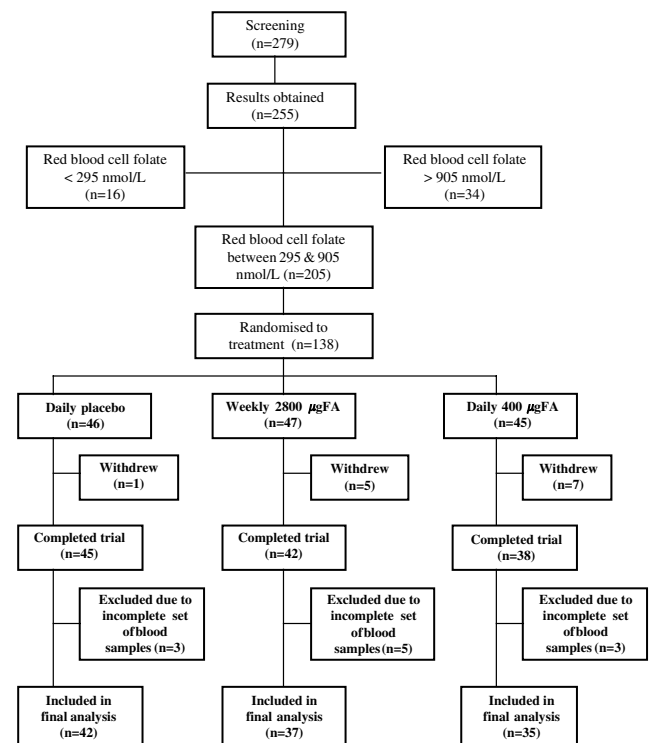 Screening
(n=279)
Results obtained
(n=255)
Red blood cell folate
< 295 nmol/L
(n=16)
Red blood cell folate
> 905 nmol/L
(n=34)
Red blood cell folate
between 295 & 905
nmol/L (n=205)
Randomised to
treatment (n=138)
Daily placebo
(n=46)
Weekly 2800 µgFA
(n=47)
Daily 400 µgFA
(n=45)
Withdrew
(n=1)
Withdrew
(n=5)
Withdrew
(n=7)
Completed trial
(n=45)
Completed trial
(n=42)
Completed trial
(n=38)
Excluded due to
incomplete set
of blood
samples (n=3)
Excluded due to
incomplete set
of blood
samples (n=5)
Excluded due to
incomplete set
of blood
samples (n=3)
Included in
final analysis
(n=42)
Included in
final analysis
(n=37)
Included in
final analysis
(n=35)